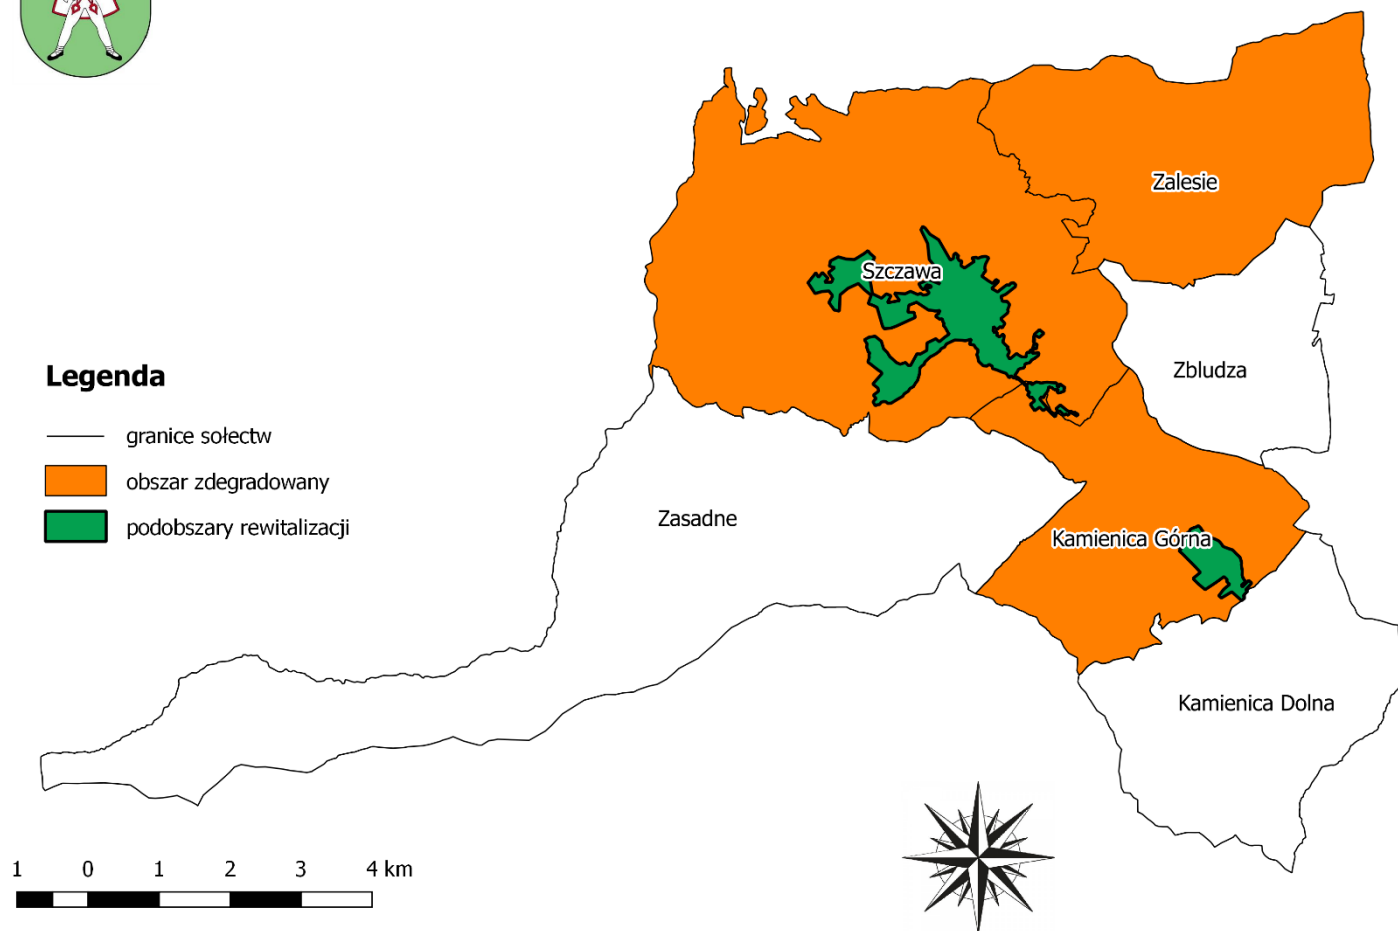 Zalesie
Szczawa
Zbludza
Legenda
granice sołectw
obszar zdegradowany
podobszary rewitalizacji
Zasadne
Kamienica Górna
Kamienica Dolna
1 0 1 2 3 4 km